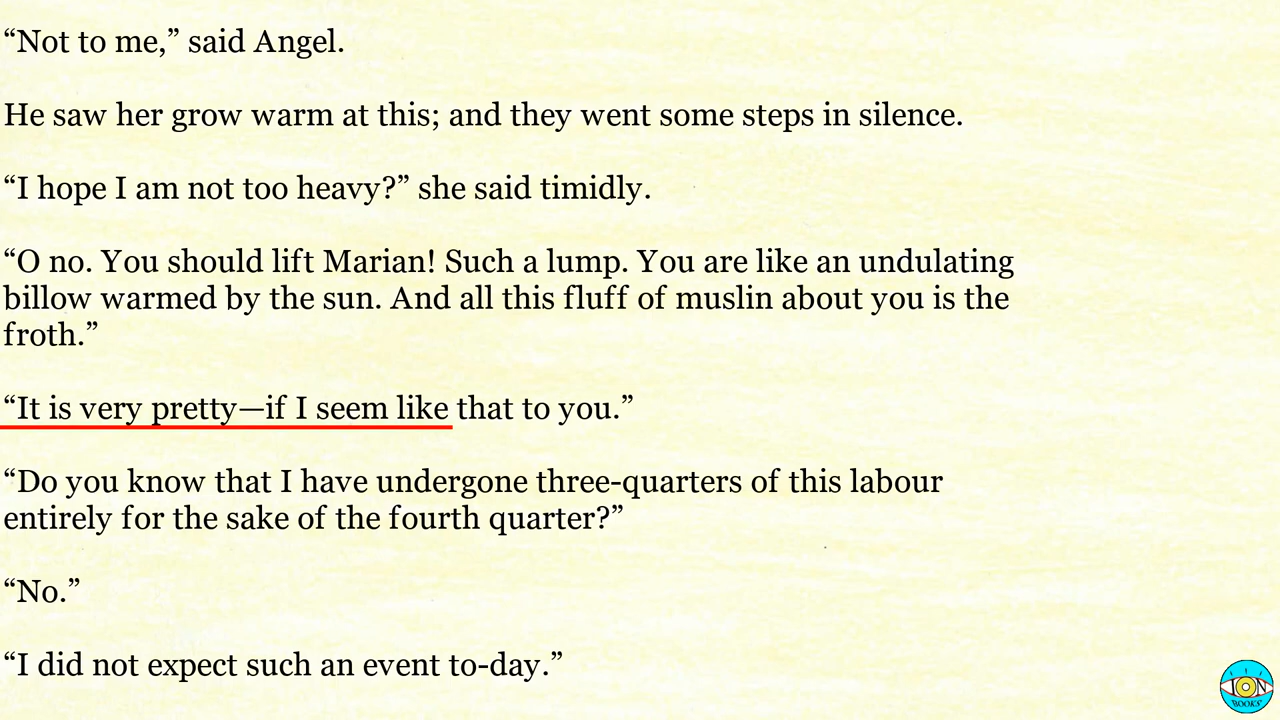 “Not to me,” said Angel.
He saw her grow warm at this; and they went some steps in silence.
“I hope I am not too heavy?” she said timidly.
“O no. You should lift Marian! Such a lump. You are like an undulating
billow warmed by the sun. And all this fluff of muslin about you is the
froth.”
“It is very pretty—if I seem like that to you.”
“Do you know that I have undergone three-quarters of this labour
entirely for the sake of the fourth quarter?”
“No.”
“I did not expect such an event to-day.”
ION
BOOKS